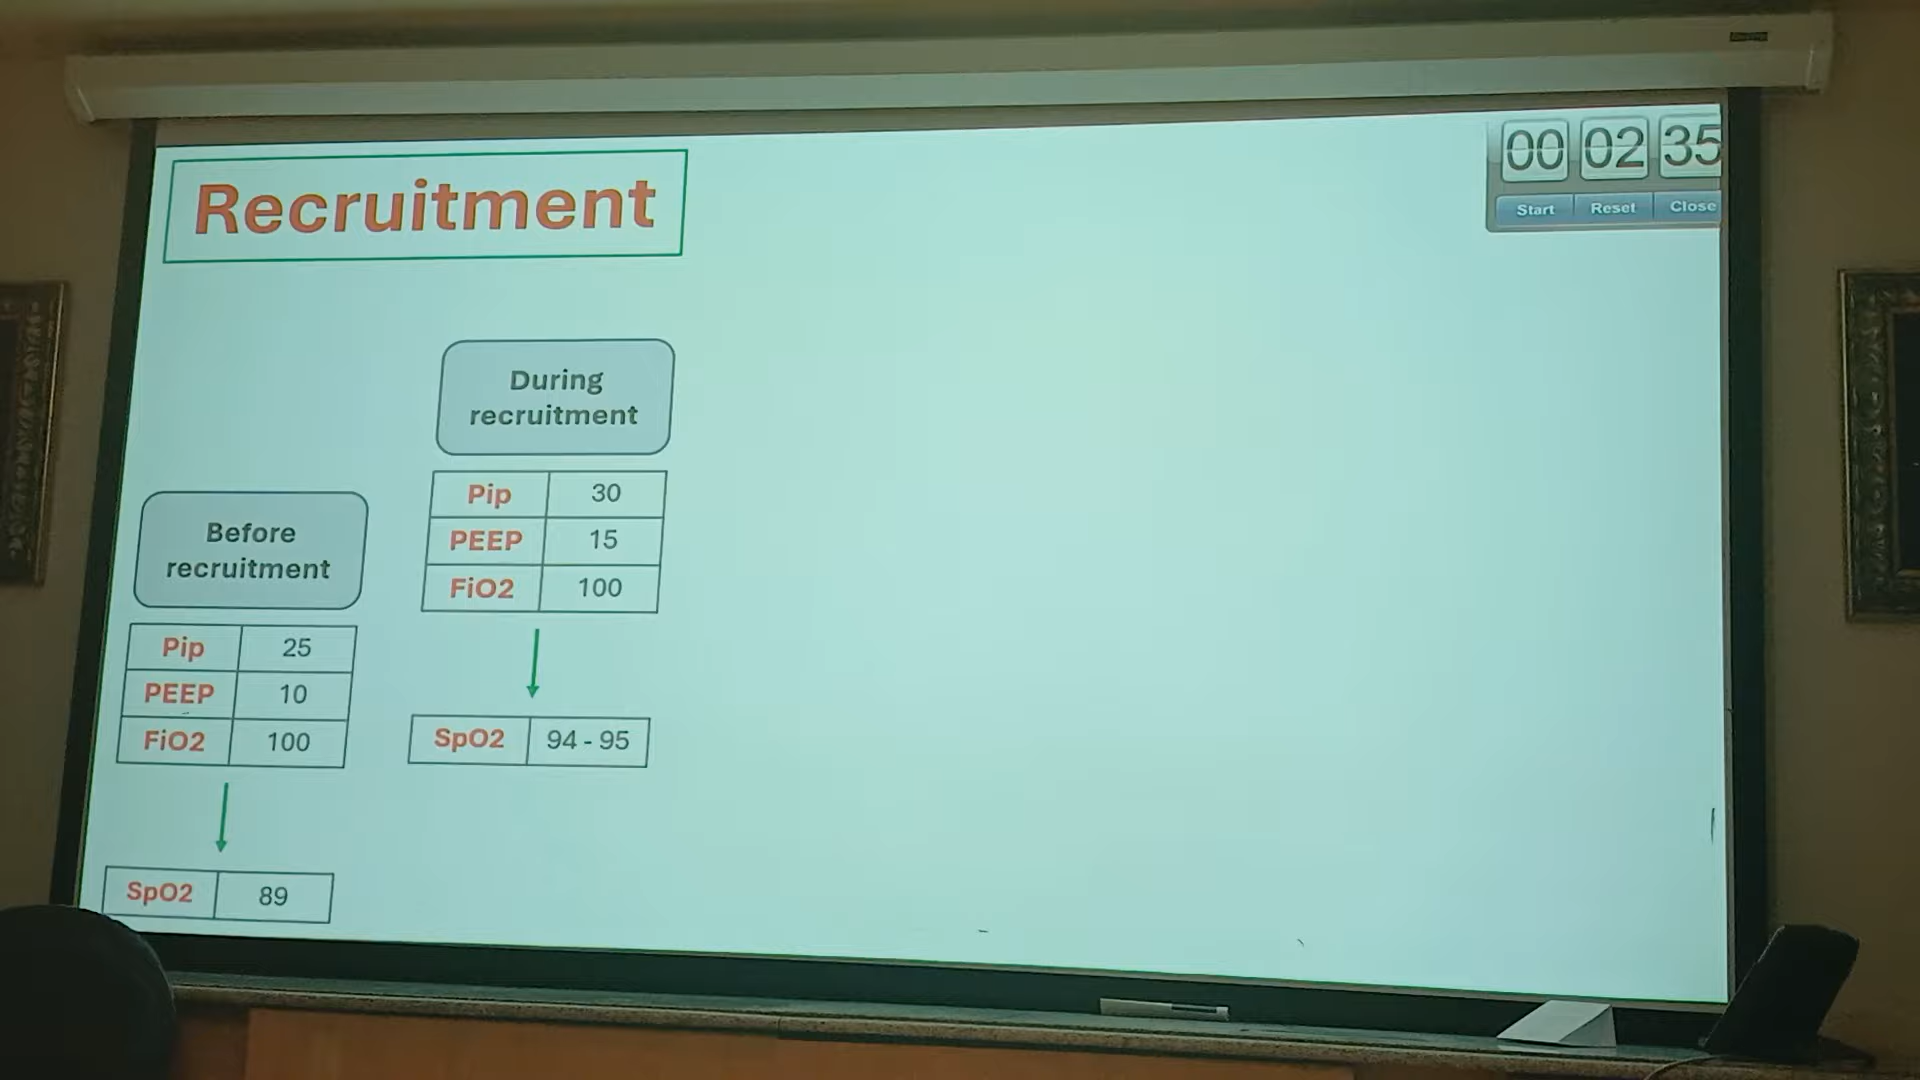 Recruitment
00 02 35
Start Reset Close
During
recruitment
Pip 30
PEEP 15
FiO2 100
SpO2 94 - 95
Before
recruitment
Pip 25
PEEP 10
FiO2 100
SpO2 89